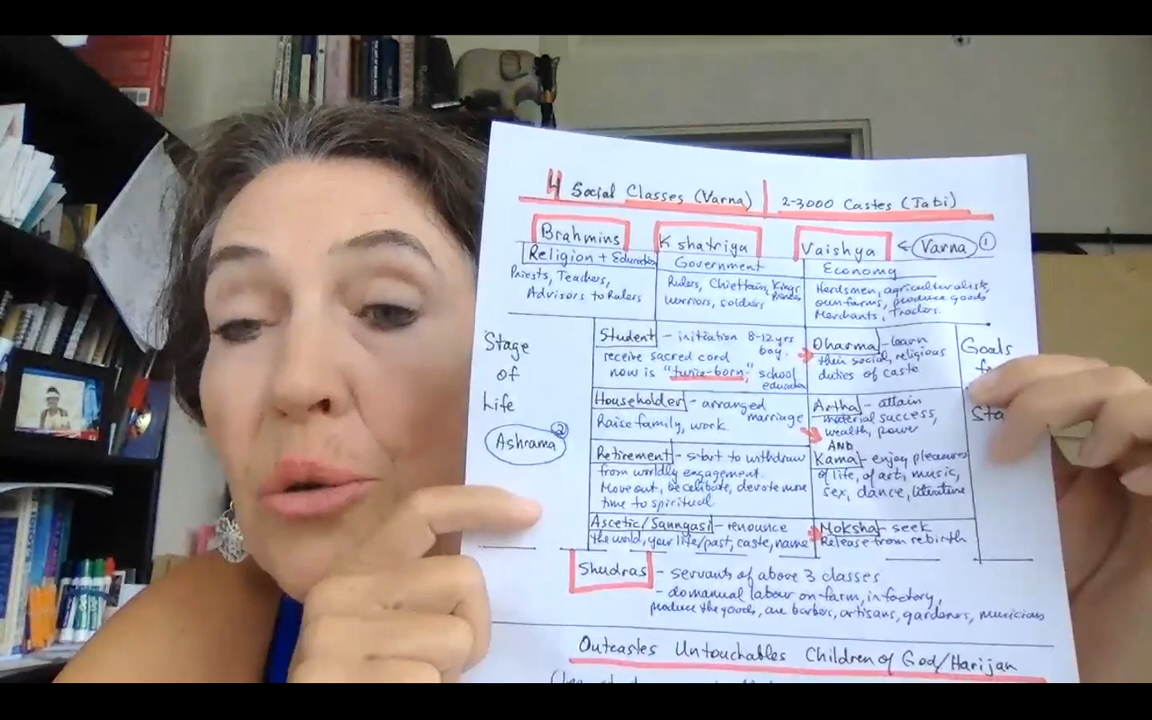 4 Social Classes (Varna) | 2-3000 Castes (Jabi)
Brahmins
Kshatriya
Vaishya ← Varna 1
Religion + Education
Government
Economy
Priests, Teachers,
Advisors to Rulers
Rulers, Chieftains, Kings
warriors, soldiers,
Herdsmen, agriculturalists,
own farms, produce goods
Merchants, Traders.
Stage
of
Life
Ashrama 2
Student - initiation 8-12 yrs
boy.
receive sacred cord
now is "twice-born," school
education
Dharma - learn
their social, religious
duties of caste
Goals
Sta
Householder - arranged
marriage
Raise family, work.
Artha - attain
material success,
wealth, power
AND
Retirement - start to withdraw
from worldly engagement.
Move out, be celibate, devote more
time to spiritual
Kama - enjoy pleasures
of life, of art, music,
sex, dance, literature
Ascetic/Sanngasi - renounce
the world, your life/past, caste, name
Moksha - seek
Release from rebirth
Shudras - servants of above 3 classes
- do manual labour on farm, in factory,
produce the goods, are barbers, artisans, gardeners, musicians
Outcastes Untouchables Children of God/Harijan